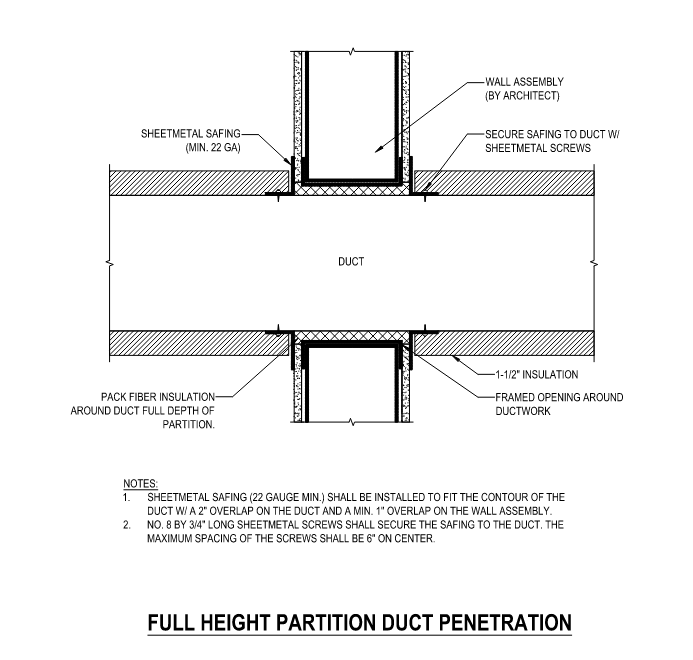 WALL ASSEMBLY
(BY ARCHITECT)
SHEETMETAL SAFING
(MIN. 22 GA)
SECURE SAFING TO DUCT W/
SHEETMETAL SCREWS
DUCT
1-1/2" INSULATION
PACK FIBER INSULATION
AROUND DUCT FULL DEPTH OF
PARTITION.
FRAMED OPENING AROUND
DUCTWORK
NOTES:
1. SHEETMETAL SAFING (22 GAUGE MIN.) SHALL BE INSTALLED TO FIT THE CONTOUR OF THE
DUCT W/ A 2" OVERLAP ON THE DUCT AND A MIN. 1" OVERLAP ON THE WALL ASSEMBLY.
2. NO. 8 BY 3/4" LONG SHEETMETAL SCREWS SHALL SECURE THE SAFING TO THE DUCT. THE
MAXIMUM SPACING OF THE SCREWS SHALL BE 6" ON CENTER.
FULL HEIGHT PARTITION DUCT PENETRATION